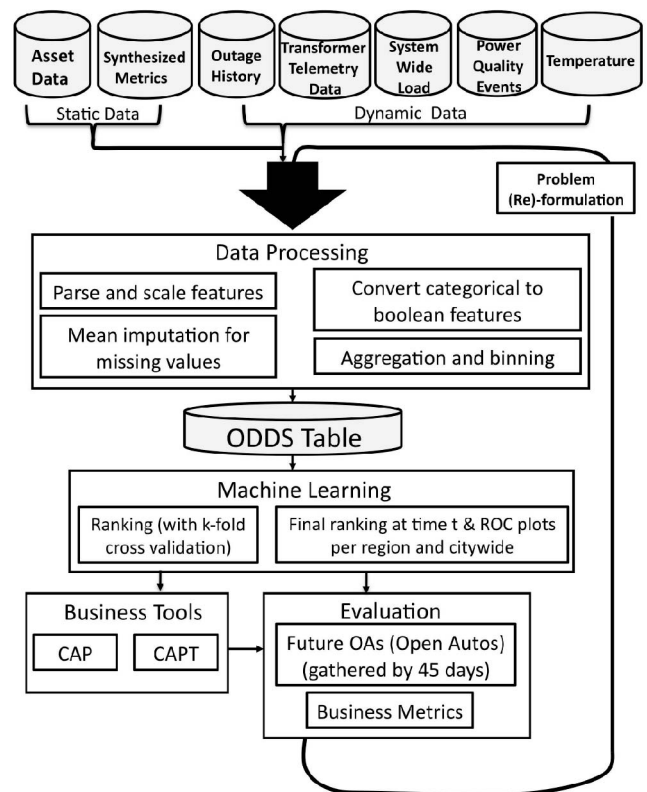 Asset
Data
Synthesized
Metrics
Outage
History
Transformer
Telemetry
Data
System
Wide
Load
Power
Quality
Events
Temperature
Static Data
Dynamic Data
Problem
(Re)-formulation
Data Processing
Parse and scale features
Mean imputation for
missing values
Convert categorical to
boolean features
Aggregation and binning
ODDS Table
Machine Learning
Ranking (with k-fold
cross validation)
Final ranking at time t & ROC plots
per region and citywide
Business Tools
CAP
CAPT
Evaluation
Future OAs (Open Autos)
(gathered by 45 days)
Business Metrics